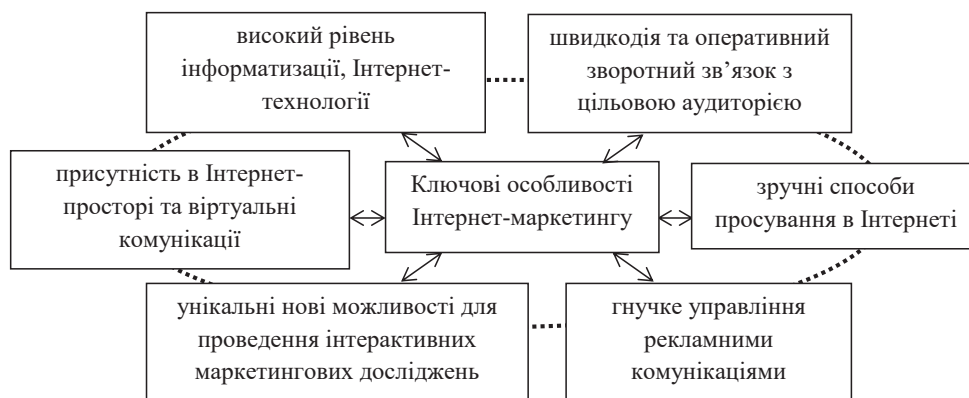 високий рівень
інформатизації, Інтернет-
технології
швидкодія та оперативний
зворотний зв’язок з
цільовою аудиторією
присутність в Інтернет-
просторі та віртуальні
комунікації
Ключові особливості
Інтернет-маркетингу
зручні способи
просування в Інтернеті
унікальні нові можливості для
проведення інтерактивних
маркетингових досліджень
гнучке управління
рекламними
комунікаціями